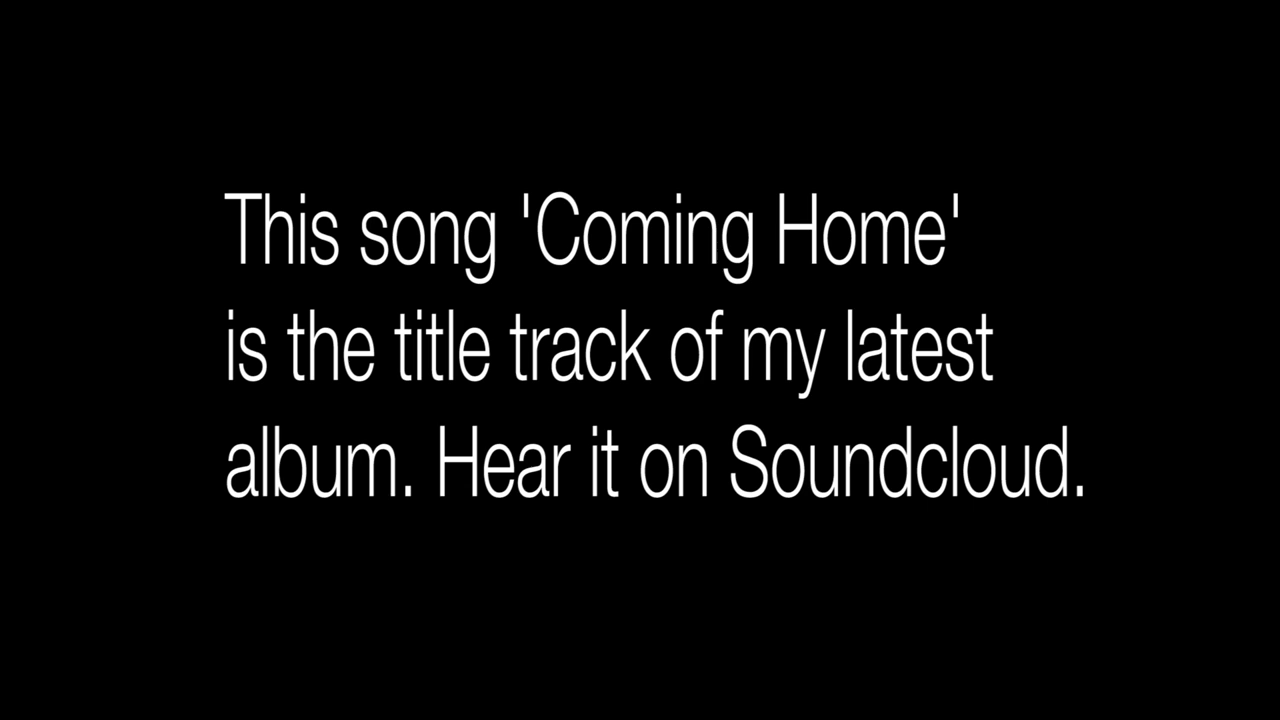 This song 'Coming Home'
is the title track of my latest
album. Hear it on Soundcloud.